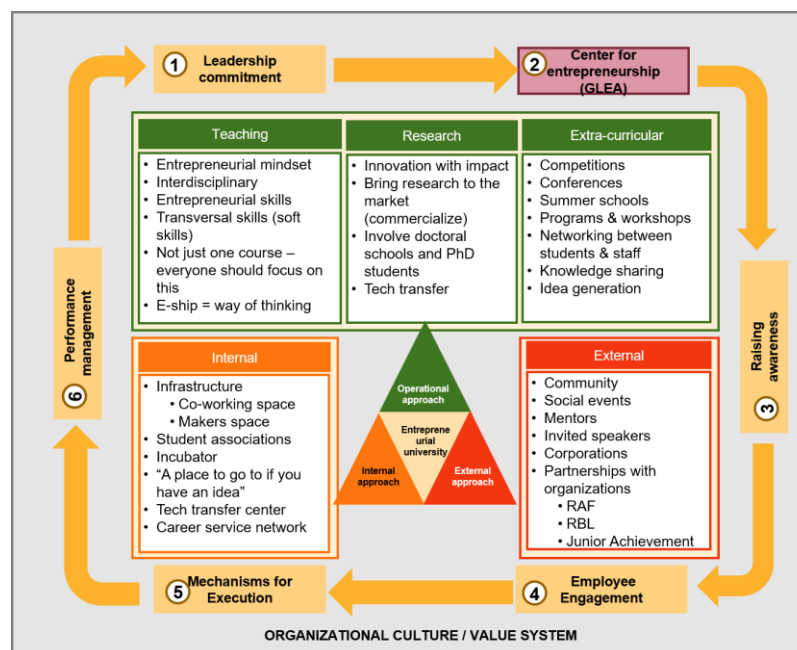 1
Leadership
commitment
2
Center for
entrepreneurship
(GLEA)
Teaching
• Entrepreneurial mindset
• Interdisciplinary
• Entrepreneurial skills
• Transversal skills (soft
skills)
• Not just one course –
everyone should focus on
this
• E-ship = way of thinking
Research
• Innovation with impact
• Bring research to the
market
(commercialize)
• Involve doctoral
schools and PhD
students
• Tech transfer
Extra-curricular
• Competitions
• Conferences
• Summer schools
• Programs & workshops
• Networking between
students & staff
• Knowledge sharing
• Idea generation
6
Performance
management
Raising
awareness
3
Internal
• Infrastructure
• Co-working space
• Makers space
• Student associations
• Incubator
• “A place to go to if you
have an idea”
• Tech transfer center
• Career service network
Operational
approach
Entreprene
urial
university
Internal
approach
External
approach
External
• Community
• Social events
• Mentors
• Invited speakers
• Corporations
• Partnerships with
organizations
• RAF
• RBL
• Junior Achievement
5
Mechanisms for
Execution
4
Employee
Engagement
ORGANIZATIONAL CULTURE / VALUE SYSTEM